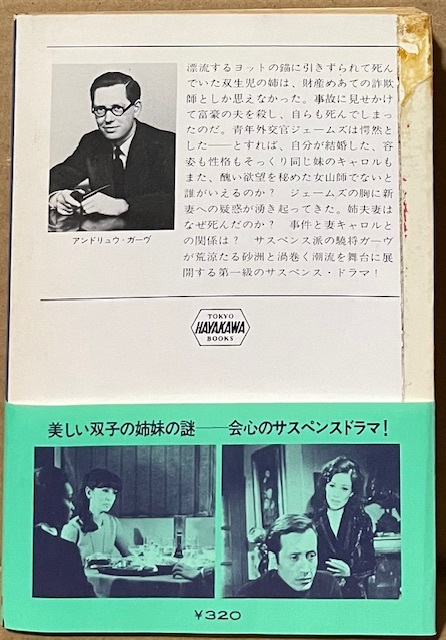 漂流するヨットの錨に引きずられて死ん
でいた双生児の姉は、財産めあての詐欺
師としか思えなかった。事故に見せかけ
て富豪の夫を殺し、自らも死んでしまっ
たのだ。青年外交官ジェームズは愕然と
した——とすれば、自分が結婚した、容
姿も性格もそっくり同じ妹のキャロルも
また、醜い欲望を秘めた女山師でないと
誰がいえるのか？　ジェームズの胸に新
妻への疑惑が湧き起ってきた。姉夫妻は
なぜ死んだのか？　事件と妻キャロルと
の関係は？　サスペンス派の驍将ガーヴ
が荒涼たる砂洲と渦巻く潮流を舞台に展
開する第一級のサスペンス・ドラマ！
アンドリュウ・ガーヴ
TOKYO
HAYAKAWA
BOOKS
美しい双子の姉妹の謎——会心のサスペンスドラマ！
¥320